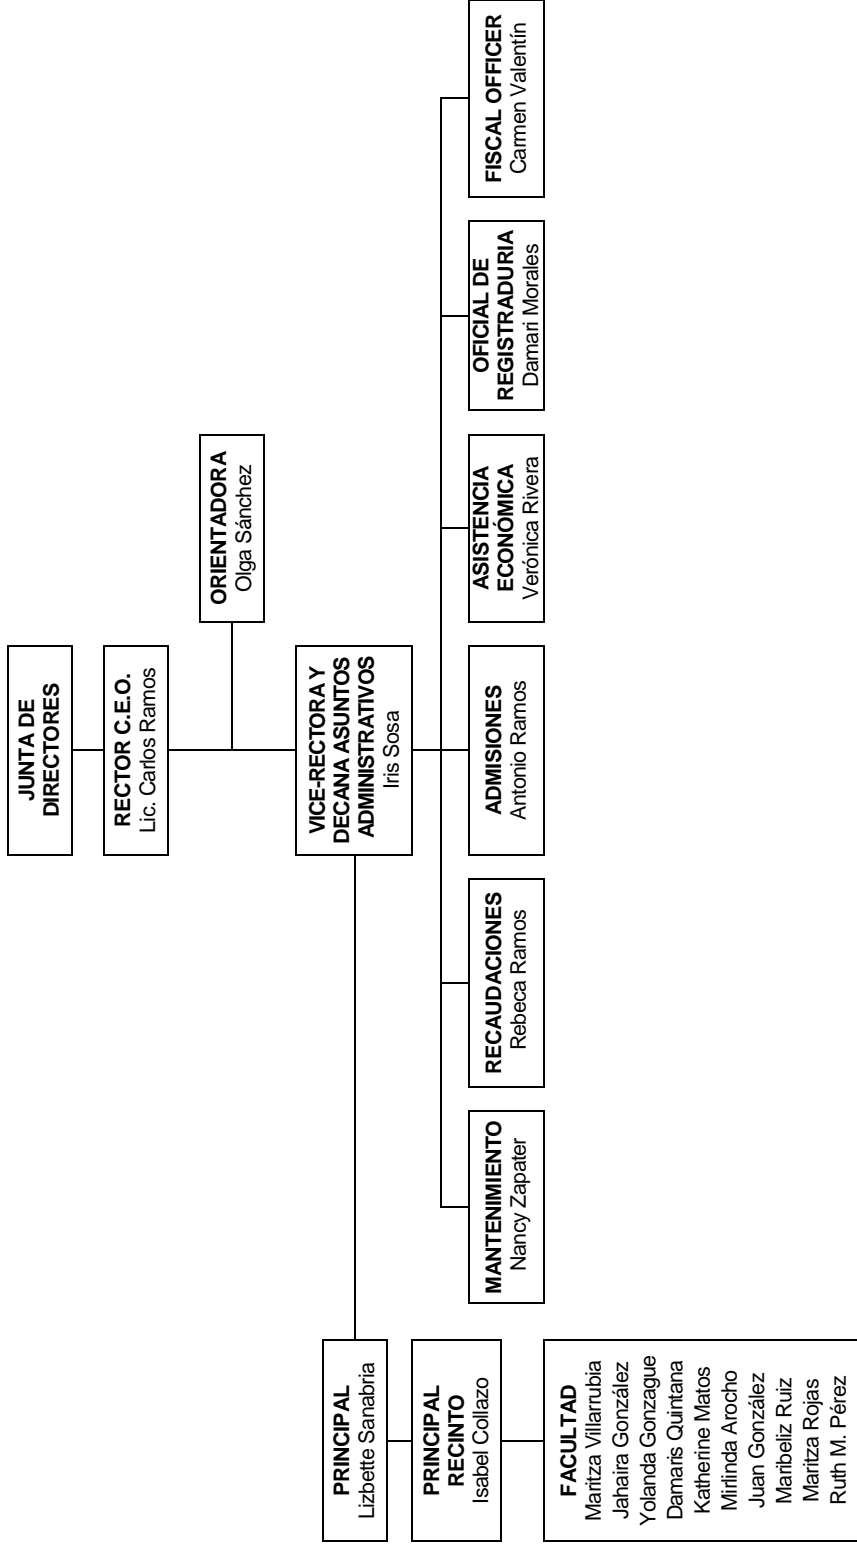 JUNTA DE
DIRECTORES
RECTOR C.E.O.
Lic. Carlos Ramos
ORIENTADORA
Olga Sánchez
VICE-RECTORA Y
DECANA ASUNTOS
ADMINISTRATIVOS
Iris Sosa
PRINCIPAL
Lizbette Sanabria
PRINCIPAL
RECINTO
Isabel Collazo
FACULTAD
Maritza Villarrubia
Jahaira González
Yolanda Gonzague
Damaris Quintana
Katherine Matos
Mirlinda Arocho
Juan González
Maribeliz Ruiz
Maritza Rojas
Ruth M. Pérez
MANTENIMIENTO
Nancy Zapater
RECAUDACIONES
Rebeca Ramos
ADMISIONES
Antonio Ramos
ASISTENCIA
ECONÓMICA
Verónica Rivera
OFICIAL DE
REGISTRADURIA
Damari Morales
FISCAL OFFICER
Carmen Valentín